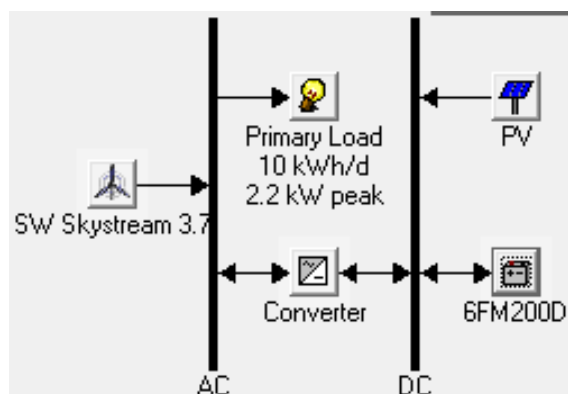 Primary Load
10 kWh/d
2.2 kW peak
PV
SW Skystream 3.7
Converter
6FM200D
AC
DC